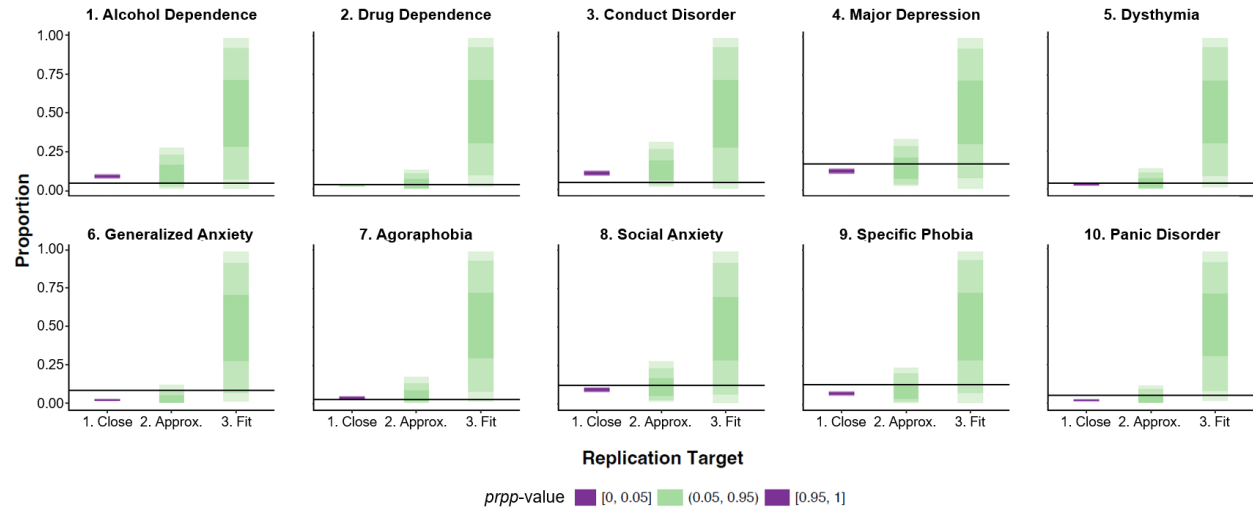 1. Alcohol Dependence 2. Drug Dependence 3. Conduct Disorder 4. Major Depression 5. Dysthymia
1.00
0.75
0.50
0.25
0.00
Proportion
6. Generalized Anxiety 7. Agoraphobia 8. Social Anxiety 9. Specific Phobia 10. Panic Disorder
1.00
0.75
0.50
0.25
0.00
1. Close 2. Approx. 3. Fit 1. Close 2. Approx. 3. Fit 1. Close 2. Approx. 3. Fit 1. Close 2. Approx. 3. Fit 1. Close 2. Approx. 3. Fit
Replication Target
prpp-value [0, 0.05] (0.05, 0.95) [0.95, 1]